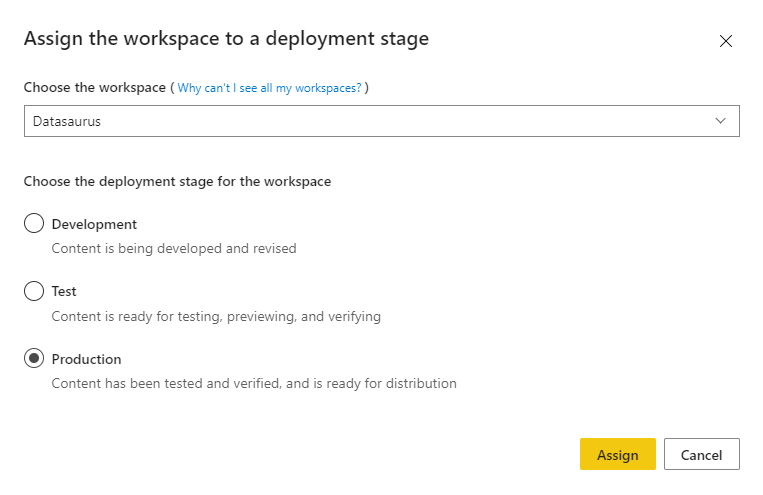 Assign the workspace to a deployment stage
Choose the workspace ( Why can't I see all my workspaces? )
Datasaurus
Choose the deployment stage for the workspace
Development
Content is being developed and revised
Test
Content is ready for testing, previewing, and verifying
Production
Content has been tested and verified, and is ready for distribution
Assign
Cancel